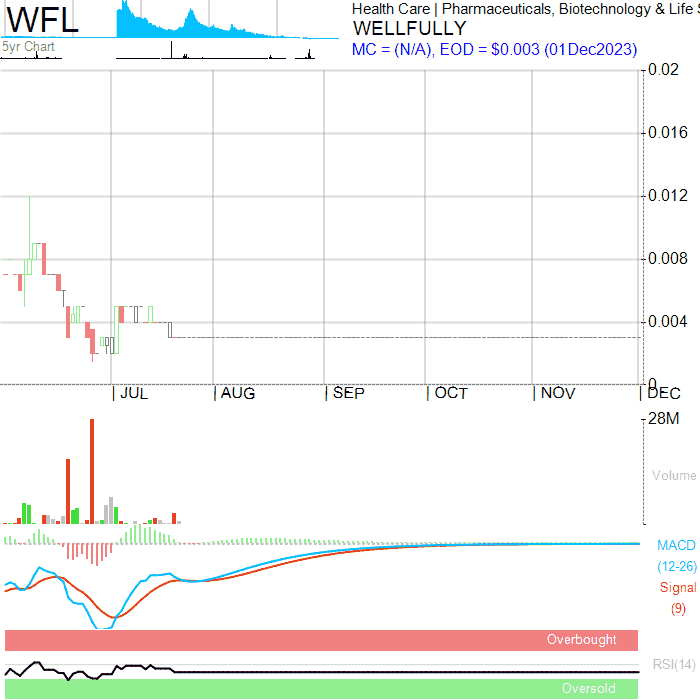 WFL
Health Care | Pharmaceuticals, Biotechnology & Life S
WELLFULLY
5yr Chart
MC = (N/A), EOD = $0.003 (01Dec2023)
0.02
0.016
0.012
0.008
0.004
0
JUL AUG SEP OCT NOV DEC
28M
Volume
MACD
(12-26)
Signal
(9)
Overbought
RSI(14)
Oversold